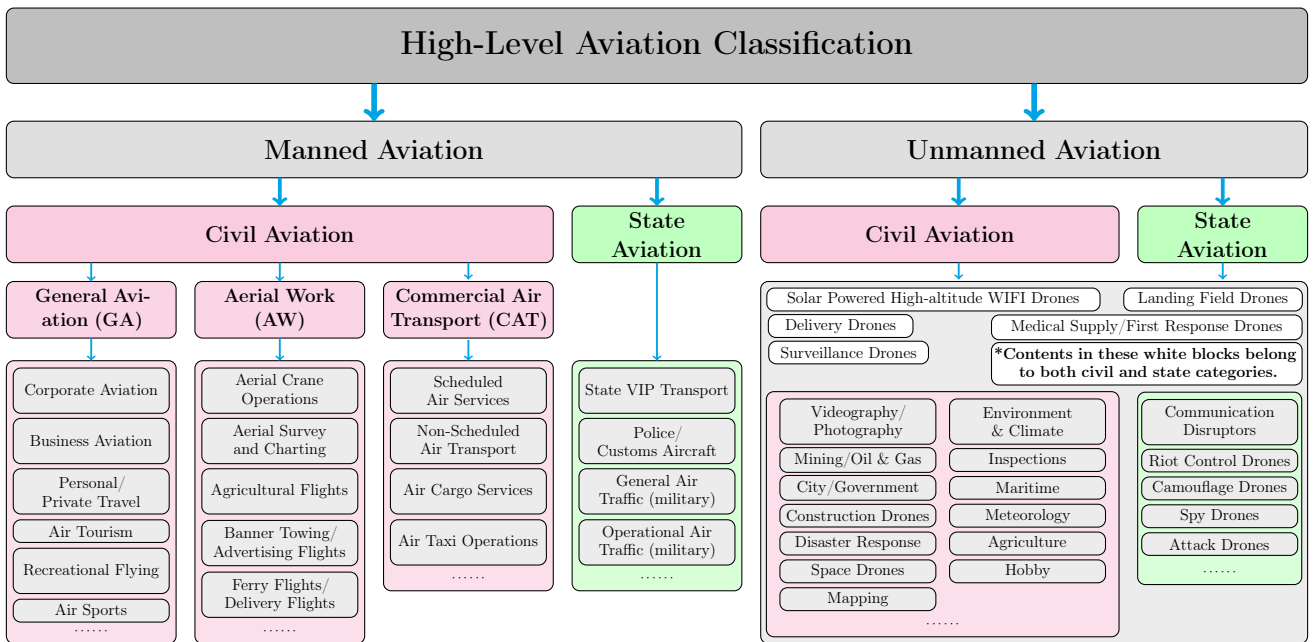 High-Level Aviation Classification
Manned Aviation
Unmanned Aviation
Civil Aviation
State
Aviation
Civil Aviation
State
Aviation
General Avi-
ation (GA)
Aerial Work
(AW)
Commercial Air
Transport (CAT)
Corporate Aviation
Business Aviation
Personal/
Private Travel
Air Tourism
Recreational Flying
Air Sports
......
Aerial Crane
Operations
Aerial Survey
and Charting
Agricultural Flights
Banner Towing/
Advertising Flights
Ferry Flights/
Delivery Flights
......
Scheduled
Air Services
Non-Scheduled
Air Transport
Air Cargo Services
Air Taxi Operations
......
State VIP Transport
Police/
Customs Aircraft
General Air
Traffic (military)
Operational Air
Traffic (military)
......
Solar Powered High-altitude WIFI Drones
Landing Field Drones
Delivery Drones
Medical Supply/First Response Drones
Surveillance Drones
*Contents in these white blocks belong
to both civil and state categories.
Videography/
Photography
Mining/Oil & Gas
City/Government
Construction Drones
Disaster Response
Space Drones
Mapping
Environment
& Climate
Inspections
Maritime
Meteorology
Agriculture
Hobby
......
Communication
Disruptors
Riot Control Drones
Camouflage Drones
Spy Drones
Attack Drones
......